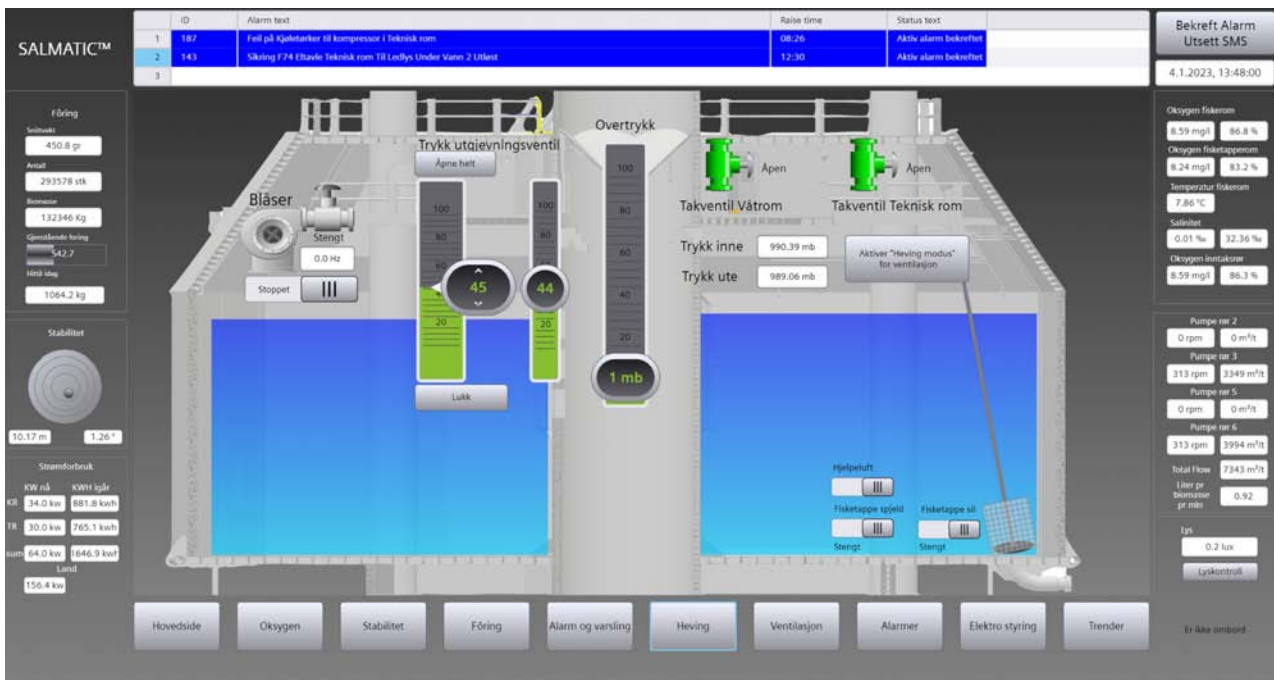 SALMATIC™
ID Alarm text Raise time Status text
1 187 Feil på Kjøletørker til kompressor i Teknisk rom 08:26 Aktiv alarm bekreftet
2 143 Sikring F74 Eltavle Teknisk rom Til Ledlys Under Vann 2 Utløst 12:30 Aktiv alarm bekreftet
3
Bekreft Alarm
Utsett SMS
4.1.2023, 13:48:00
Fôring
Snittvekt
450.8 gr
Antall
293578 stk
Biomasse
132346 Kg
Gjenstående foring
542.7
Hittil idag
1064.2 kg
Stabilitet
10.17 m 1.26 °
Strømforbruk
KW nå KWH igår
KR 34.0 kw 881.8 kwh
TR 30.0 kw 765.1 kwh
sum 64.0 kw 1646.9 kwh
Land
156.4 kw
Blåser
Stengt
0.0 Hz
Stoppet
Trykk utgjevningsventil
Åpne helt
100
80
60
40
20
45
Lukk
100
80
20
44
Overtrykk
100
80
60
40
20
1 mb
Åpen
Takventil Våtrom
Åpen
Takventil Teknisk rom
Trykk inne 990.39 mb
Trykk ute 989.06 mb
Aktiver "Heving modus"
for ventilasjon
Hjelpeluft
Fisketappe spjeld
Stengt
Fisketappe sil
Stengt
Oksygen fiskerom
8.59 mg/l 86.8 %
Oksygen fisketapperom
8.24 mg/l 83.2 %
Temperatur fiskerom
7.86 °C
Salinitet
0.01 ‰ 32.36 ‰
Oksygen inntaksrør
8.59 mg/l 86.3 %
Pumpe rør 2
0 rpm 0 m³/t
Pumpe rør 3
313 rpm 3349 m³/t
Pumpe rør 5
0 rpm 0 m³/t
Pumpe rør 6
313 rpm 3994 m³/t
Total Flow 7343 m³/t
Liter pr
biomasse
pr min
0.92
Lys
0.2 lux
Lyskontroll
Er ikke ombord
Hovedside Oksygen Stabilitet Fôring Alarm og varsling Heving Ventilasjon Alarmer Elektro styring Trender